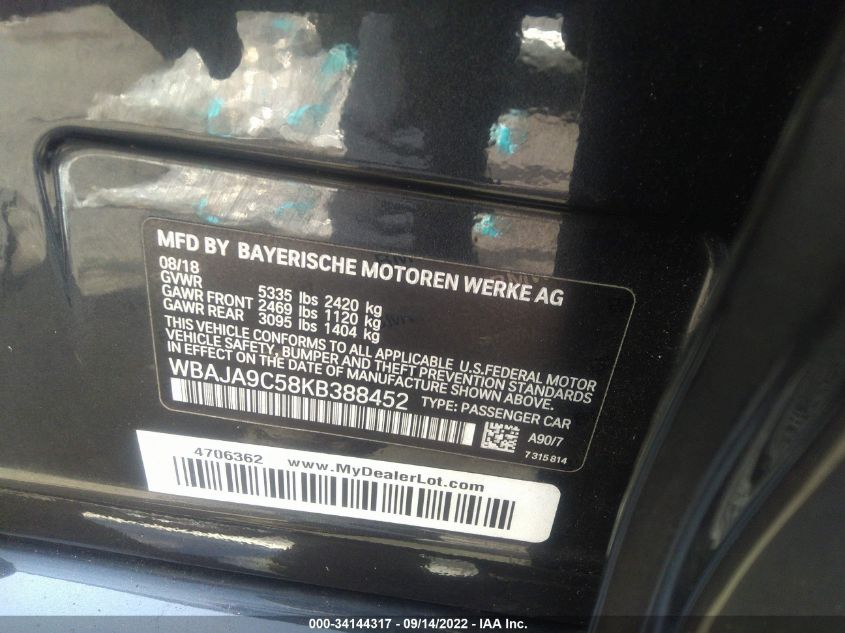 MFD BY BAYERISCHE MOTOREN WERKE AG
08/18
GVWR 5335 lbs 2420 kg
GAWR FRONT 2469 lbs 1120 kg
GAWR REAR 3095 lbs 1404 kg
THIS VEHICLE CONFORMS TO ALL APPLICABLE U.S.FEDERAL MOTOR
VEHICLE SAFETY, BUMPER AND THEFT PREVENTION STANDARDS
IN EFFECT ON THE DATE OF MANUFACTURE SHOWN ABOVE.
WBAJA9C58KB388452 TYPE: PASSENGER CAR
A90/7
7315814
4706362 www.MyDealerLot.com
000-34144317 - 09/14/2022 - IAA Inc.